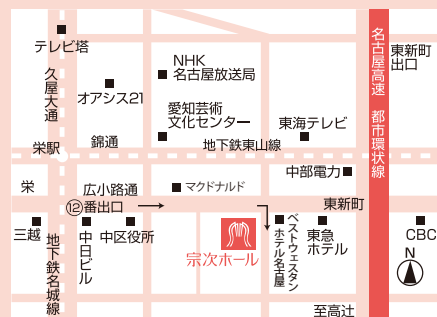 テレビ塔
久屋大通
オアシス21
NHK
名古屋放送局
愛知芸術
文化センター
東海テレビ
名古屋高速 都市環状線
東新町
出口
錦通
地下鉄東山線
栄駅
中部電力
栄
広小路通
マクドナルド
⑫番出口
東新町
三越
地下鉄名城線
中日ビル
中区役所
宗次ホール
ベストウェスタン
ホテル名古屋
東急
ホテル
CBC
N
至高辻